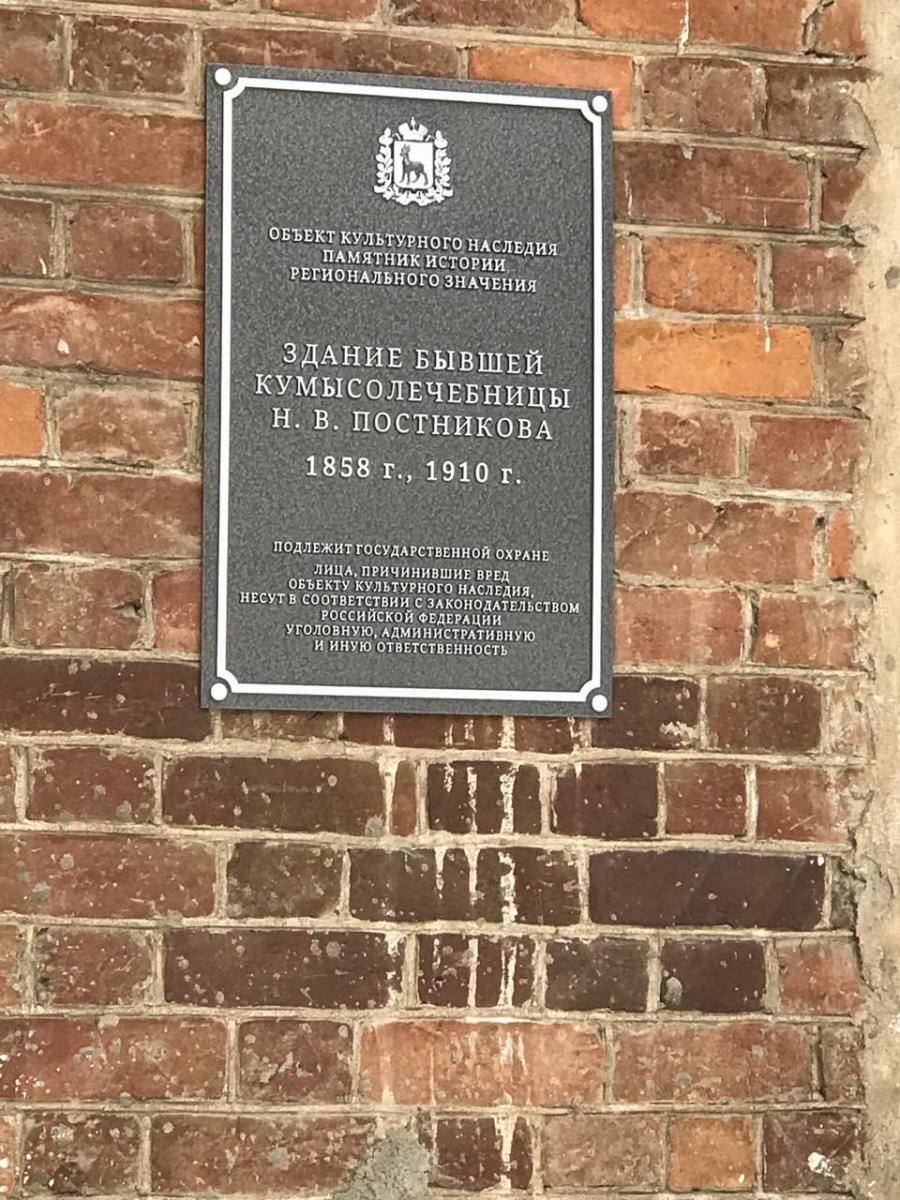 ОБЪЕКТ КУЛЬТУРНОГО НАСЛЕДИЯ
ПАМЯТНИК ИСТОРИИ
РЕГИОНАЛЬНОГО ЗНАЧЕНИЯ
ЗДАНИЕ БЫВШЕЙ
КУМЫСОЛЕЧЕБНИЦЫ
Н. В. ПОСТНИКОВА
1858 г., 1910 г.
ПОДЛЕЖИТ ГОСУДАРСТВЕННОЙ ОХРАНЕ
ЛИЦА, ПРИЧИНИВШИЕ ВРЕД
ОБЪЕКТУ КУЛЬТУРНОГО НАСЛЕДИЯ,
НЕСУТ В СООТВЕТСТВИИ С ЗАКОНОДАТЕЛЬСТВОМ
РОССИЙСКОЙ ФЕДЕРАЦИИ
УГОЛОВНУЮ, АДМИНИСТРАТИВНУЮ
И ИНУЮ ОТВЕТСТВЕННОСТЬ